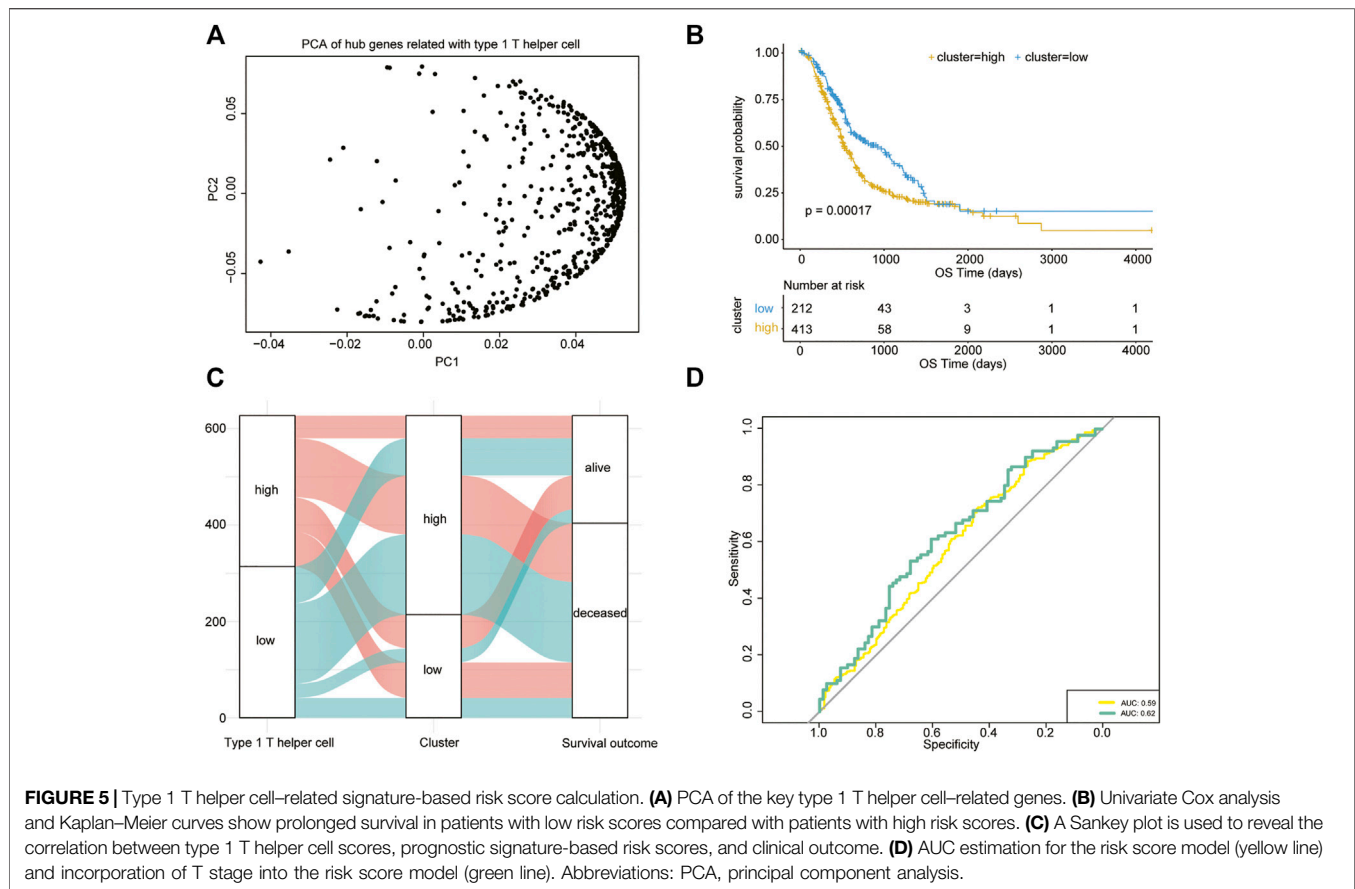 A
PCA of hub genes related with type 1 T helper cell
PC2
0.05
0.00
−0.05
−0.04 −0.02 0.00 0.02 0.04
PC1
B
cluster=high cluster=low
survival probability
1.00
0.75
0.50
0.25
0.00
p = 0.00017
0 1000 2000 3000 4000
OS Time (days)
Number at risk
cluster
low 212 43 3 1 1
high 413 58 9 1 1
0 1000 2000 3000 4000
OS Time (days)
C
600
400
200
0
high
low
high
low
alive
deceased
Type 1 T helper cell Cluster Survival outcome
D
Sensitivity
1.0
0.8
0.6
0.4
0.2
0.0
AUC: 0.59
AUC: 0.62
1.0 0.8 0.6 0.4 0.2 0.0
Specificity
FIGURE 5 | Type 1 T helper cell–related signature-based risk score calculation. (A) PCA of the key type 1 T helper cell–related genes. (B) Univariate Cox analysis
and Kaplan–Meier curves show prolonged survival in patients with low risk scores compared with patients with high risk scores. (C) A Sankey plot is used to reveal the
correlation between type 1 T helper cell scores, prognostic signature-based risk scores, and clinical outcome. (D) AUC estimation for the risk score model (yellow line)
and incorporation of T stage into the risk score model (green line). Abbreviations: PCA, principal component analysis.